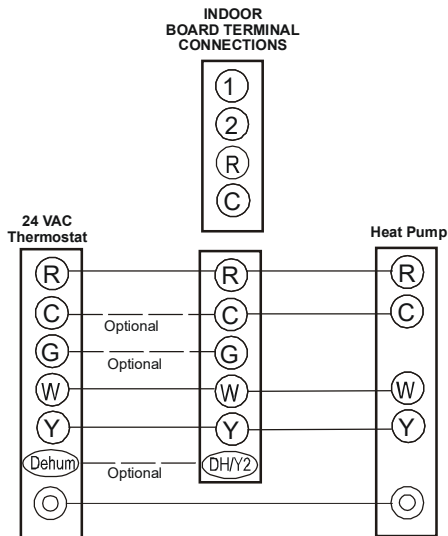 INDOOR
BOARD TERMINAL
CONNECTIONS
1
2
R
C
24 VAC
Thermostat
Heat Pump
R R R
C Optional C C
G Optional G
W W W
Y Y Y
Dehum Optional DH/Y2
O O